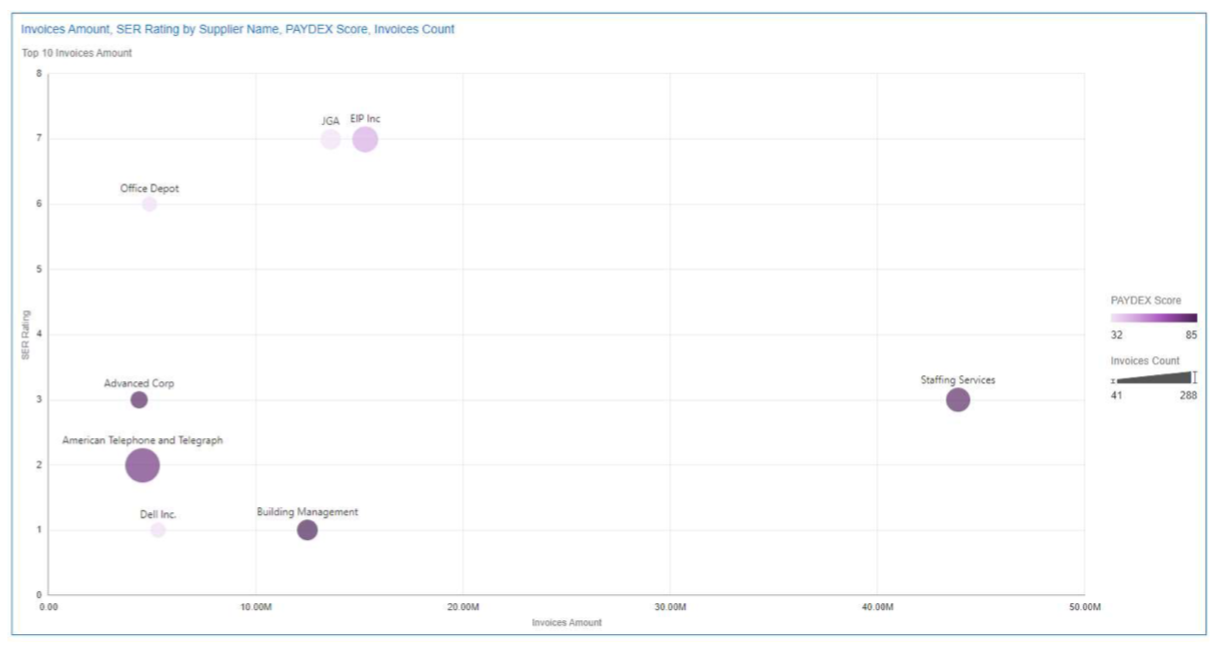 Invoices Amount, SER Rating by Supplier Name, PAYDEX Score, Invoices Count
Top 10 Invoices Amount
8
JGA EIP Inc
7
Office Depot
6
5
PAYDEX Score
32 85
SER Rating
4
Invoices Count
41 288
Advanced Corp
Staffing Services
3
American Telephone and Telegraph
2
Dell Inc.
Building Management
1
0
0.00 10.00M 20.00M 30.00M 40.00M 50.00M
Invoices Amount